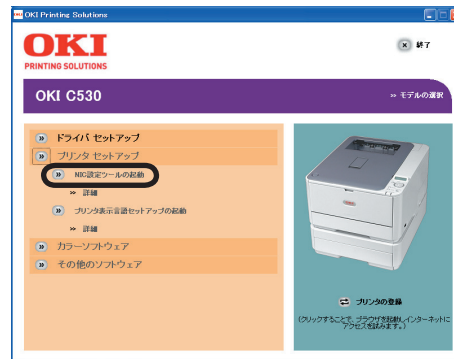 OKI Printing Solutions
OKI
PRINTING SOLUTIONS
終了
OKI C530
モデルの選択
ドライバ セットアップ
プリンタ セットアップ
NIC設定ツールの起動
詳細
プリンタ表示言語セットアップの起動
詳細
カラーソフトウェア
その他のソフトウェア
プリンタの登録
(クリックすることで、ブラウザを起動しインターネットに
アクセスを試みます。)